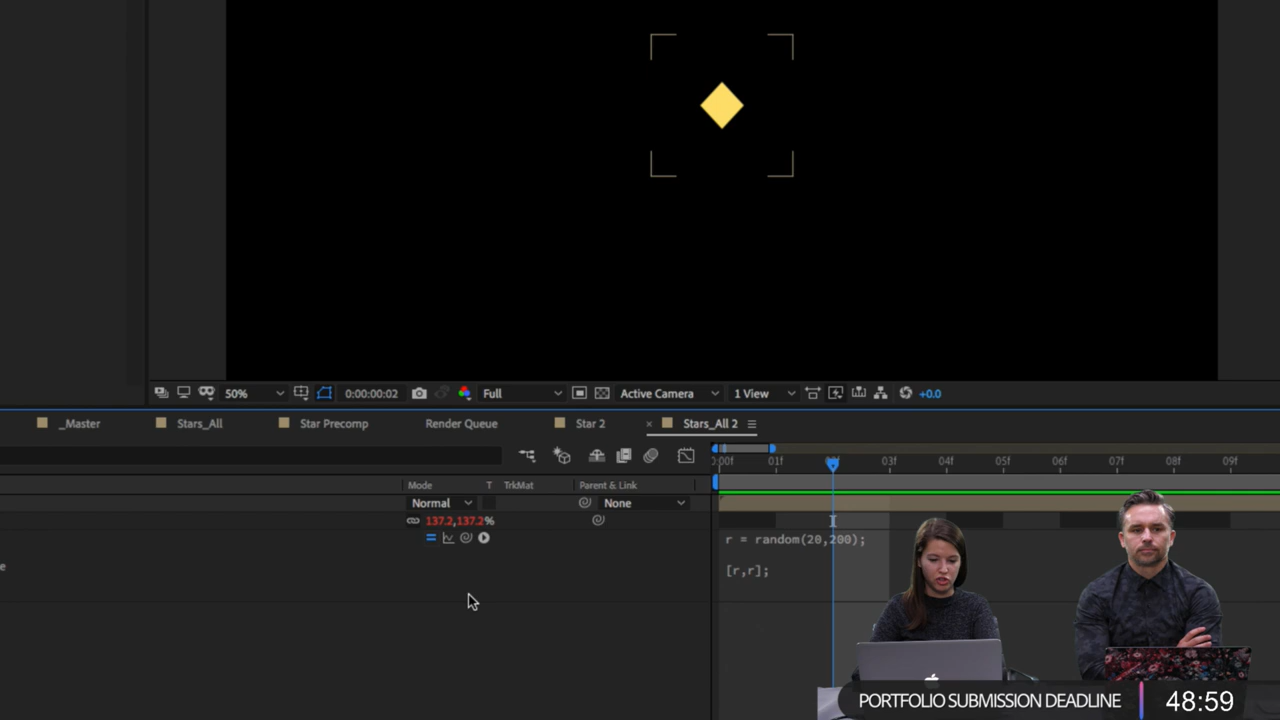 50%
0:00:00:02
Full
Active Camera
1 View
+0.0
_Master
Stars_All
Star Precomp
Render Queue
Star 2
× Stars_All 2
0:00f 01f 02f 03f 04f 05f 06f 07f 08f 09f
Mode T TrkMat Parent & Link
Normal None
137.2,137.2%
r = random(20,200);
e
[r,r];
PORTFOLIO SUBMISSION DEADLINE 48:59